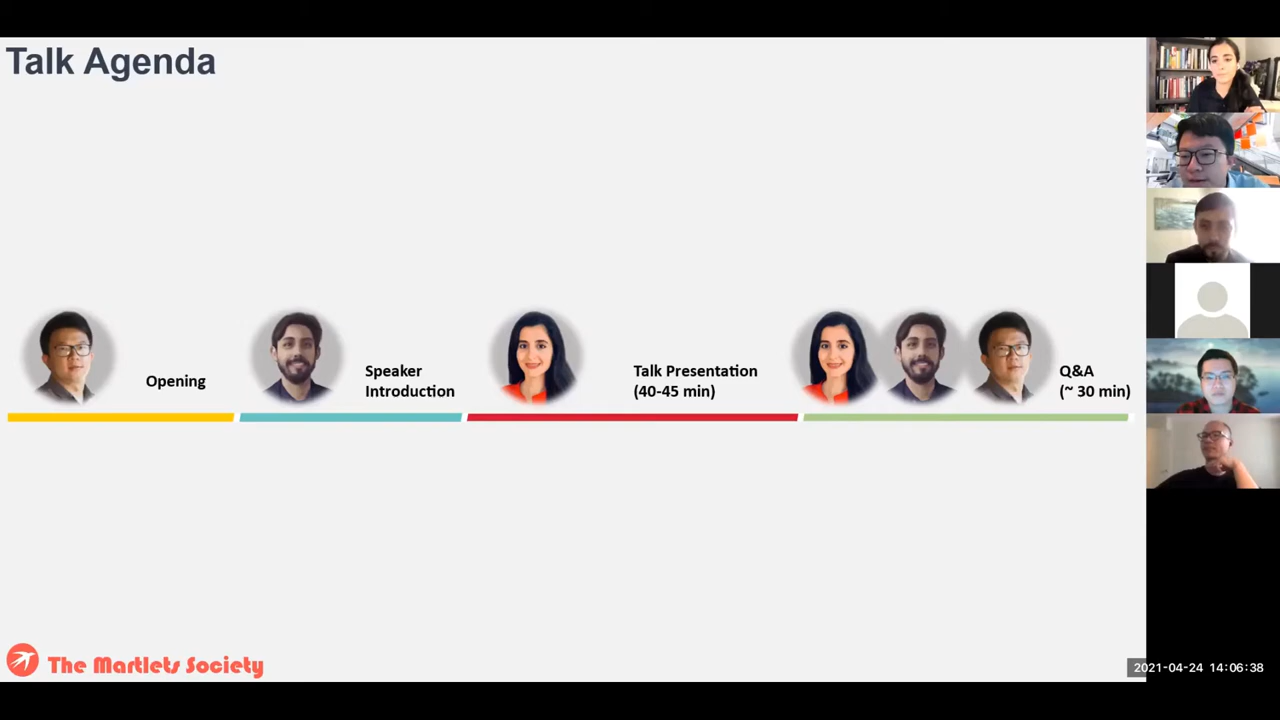 Talk Agenda
Opening
Speaker
Introduction
Talk Presentation
(40-45 min)
Q&A
(~ 30 min)
The Martlets Society
2021-04-24 14:06:38